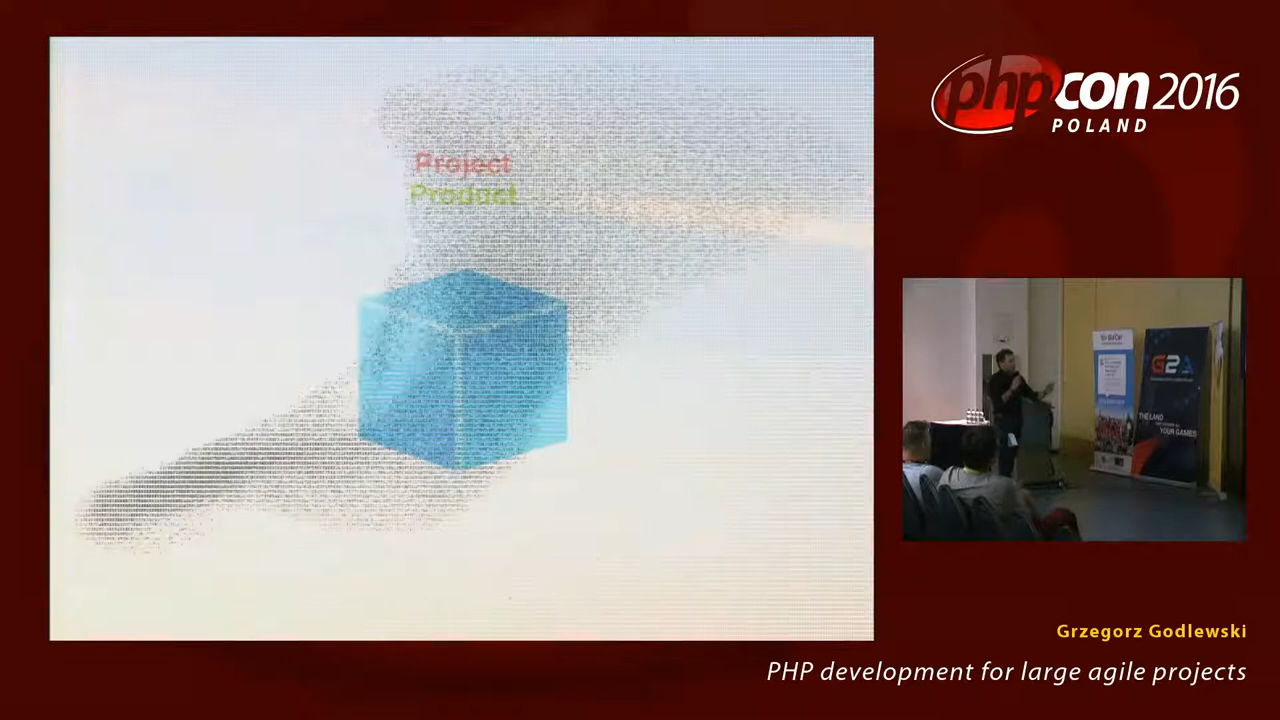 Project
Product
phpcon 2016
POLAND
G2A
THE LAND
YOUR GAMES
Grzegorz Godlewski
PHP development for large agile projects